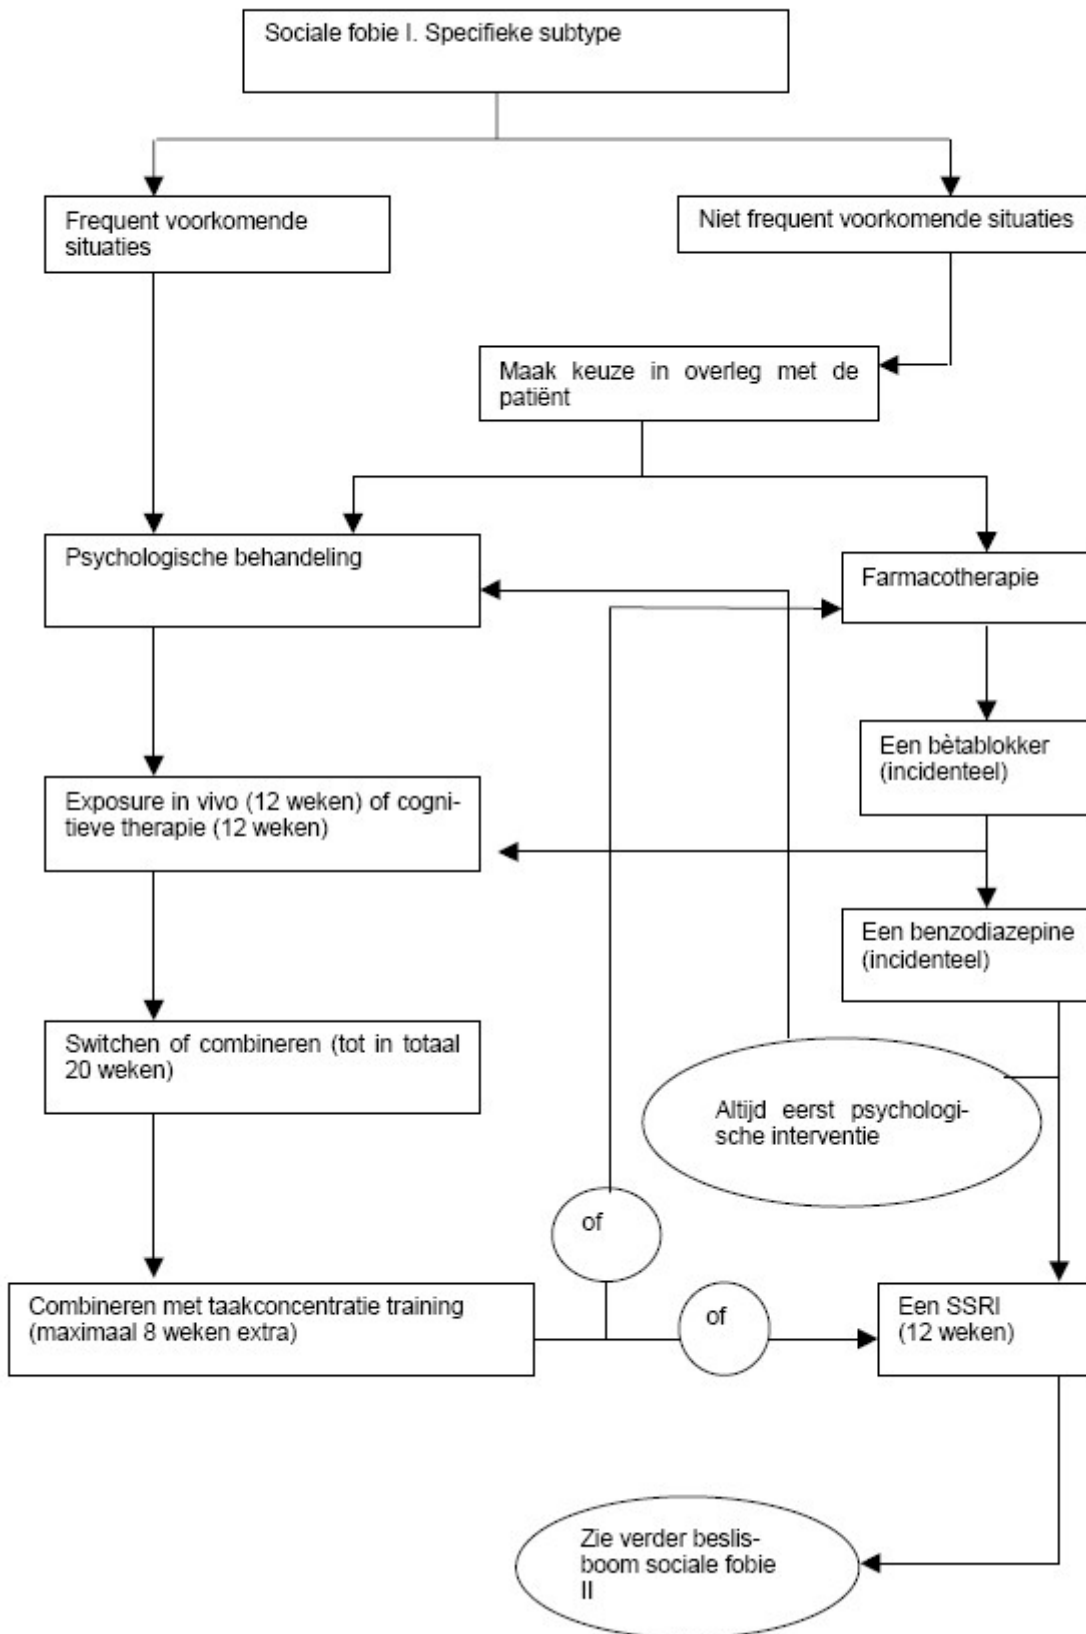 Sociale fobie I. Specifieke subtype
Frequent voorkomende
situaties
Niet frequent voorkomende situaties
Maak keuze in overleg met de
patiënt
Psychologische behandeling
Farmacotherapie
Een bètablokker
(incidenteel)
Exposure in vivo (12 weken) of cogni-
tieve therapie (12 weken)
Een benzodiazepine
(incidenteel)
Switchen of combineren (tot in totaal
20 weken)
Altijd eerst psychologi-
sche interventie
of
Combineren met taakconcentratie training
(maximaal 8 weken extra)
of
Een SSRI
(12 weken)
Zie verder beslis-
boom sociale fobie
II